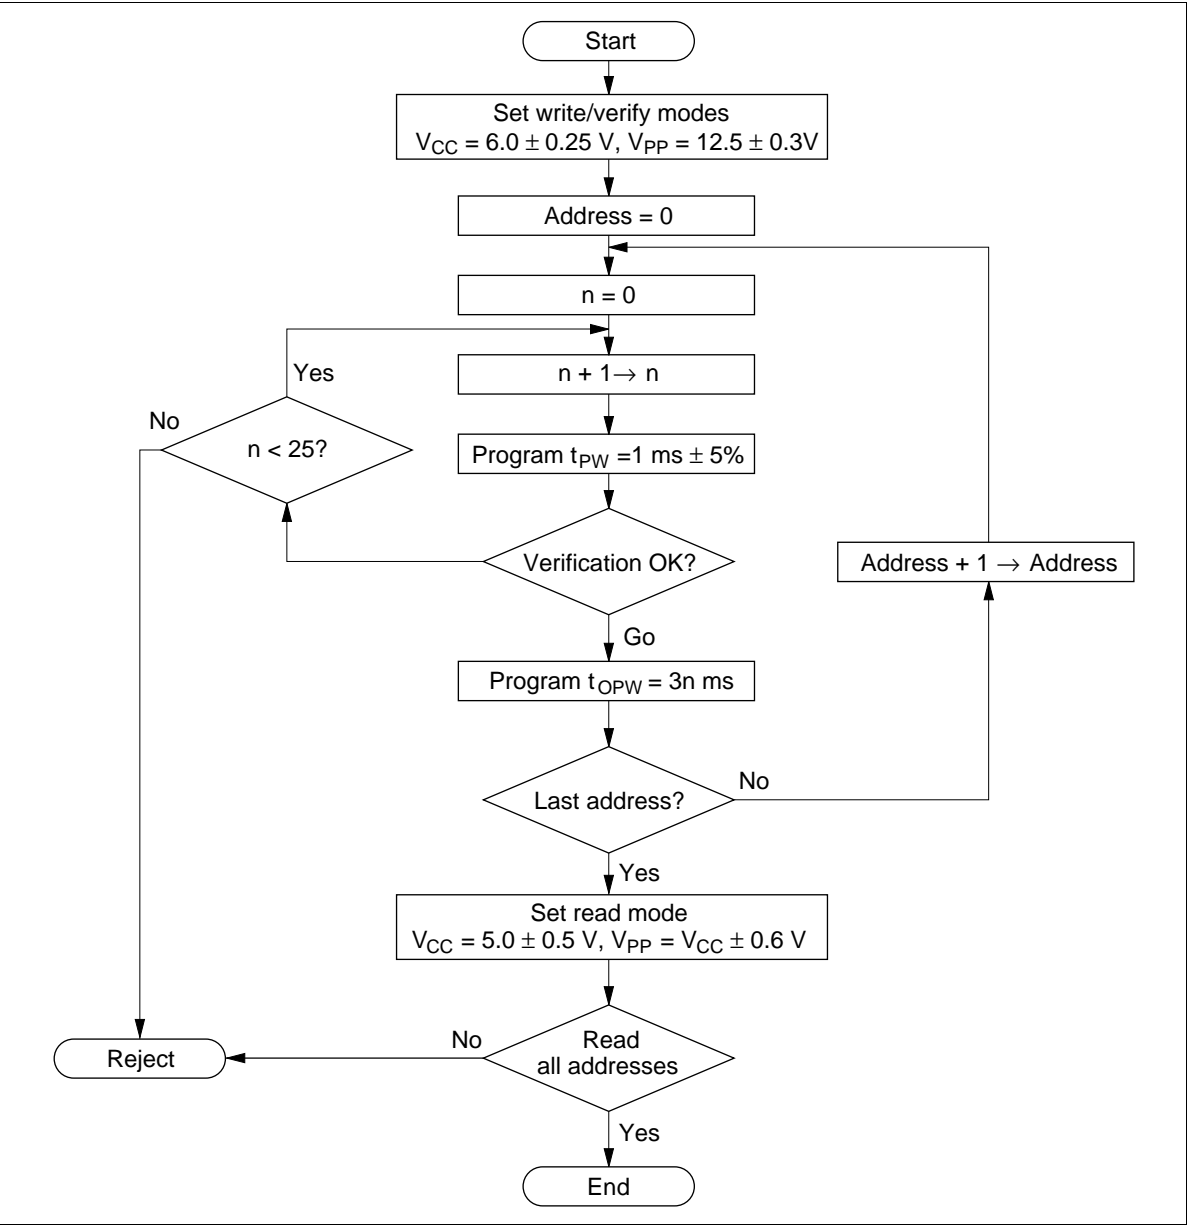 Start
Set write/verify modes
VCC = 6.0 ± 0.25 V, VPP = 12.5 ± 0.3V
Address = 0
n = 0
Yes
n + 1→ n
No
n < 25?
Program tPW =1 ms ± 5%
Verification OK?
Address + 1 → Address
Go
Program tOPW = 3n ms
Last address?
No
Yes
Set read mode
VCC = 5.0 ± 0.5 V, VPP = VCC ± 0.6 V
No
Read
all addresses
Reject
Yes
End